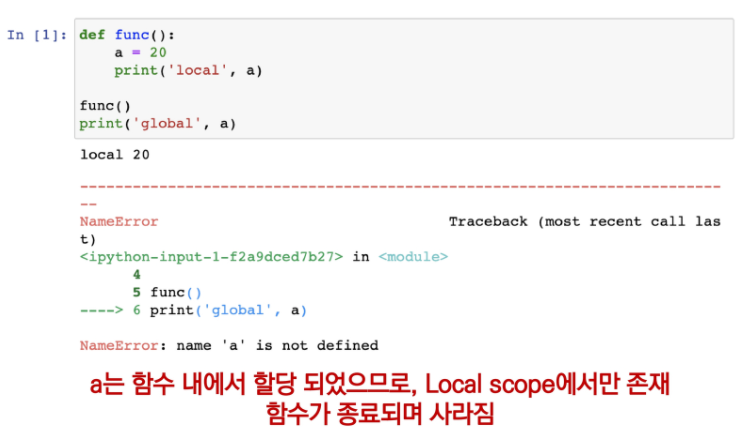 In [1]: def func():
a = 20
print('local', a)
func()
print('global', a)
local 20
---------------------------------------------------------------------------
NameError Traceback (most recent call las
t)
<ipython-input-1-f2a9dced7b27> in <module>
4
5 func()
----> 6 print('global', a)
NameError: name 'a' is not defined
a는 함수 내에서 할당 되었으므로, Local scope에서만 존재
함수가 종료되며 사라짐